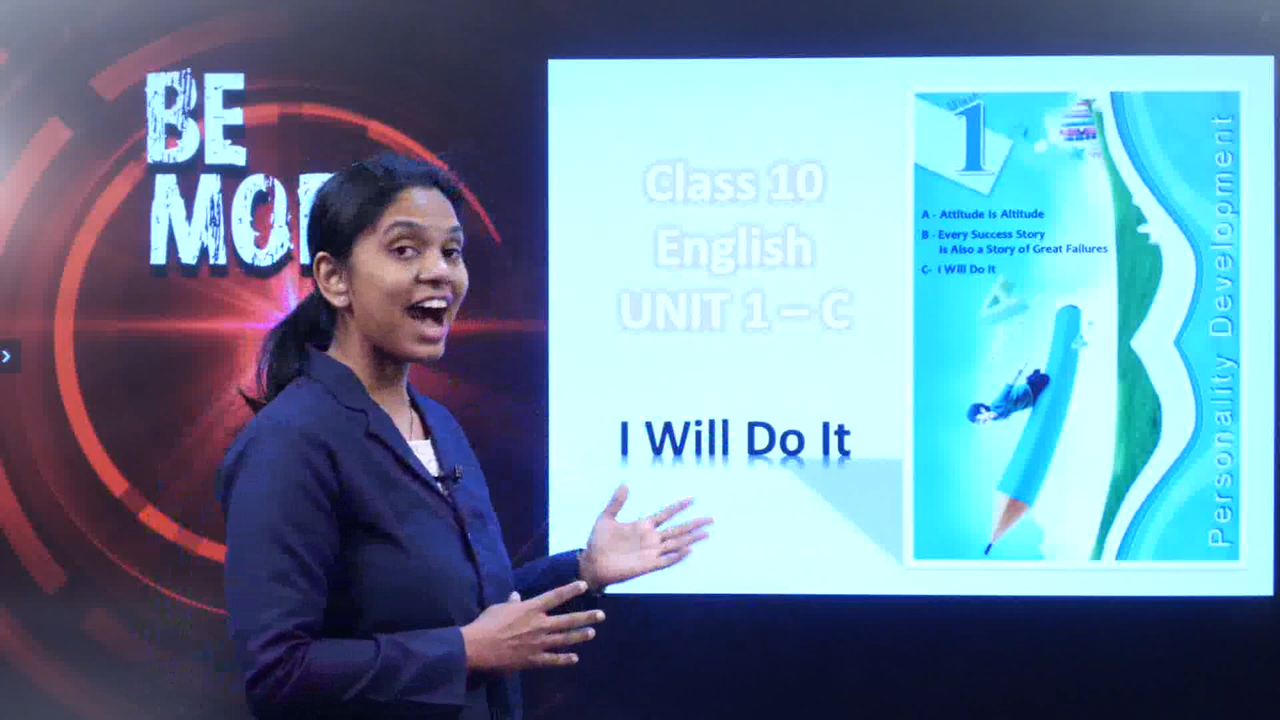 BE
MO
Class 10
English
UNIT 1 – C
I Will Do It
1
A - Attitude is Altitude
B - Every Success Story
is Also a Story of Great Failures
C- I Will Do It
Personality Development